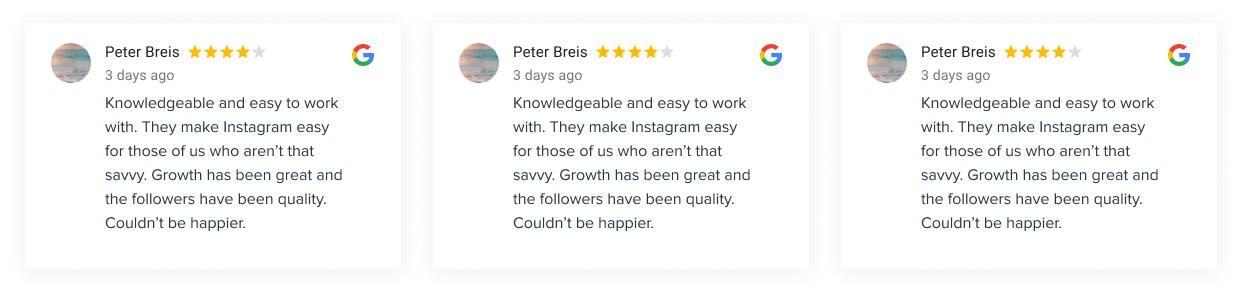 Peter Breis
3 days ago
Knowledgeable and easy to work
with. They make Instagram easy
for those of us who aren’t that
savvy. Growth has been great and
the followers have been quality.
Couldn’t be happier.
Peter Breis
3 days ago
Knowledgeable and easy to work
with. They make Instagram easy
for those of us who aren’t that
savvy. Growth has been great and
the followers have been quality.
Couldn’t be happier.
Peter Breis
3 days ago
Knowledgeable and easy to work
with. They make Instagram easy
for those of us who aren’t that
savvy. Growth has been great and
the followers have been quality.
Couldn’t be happier.